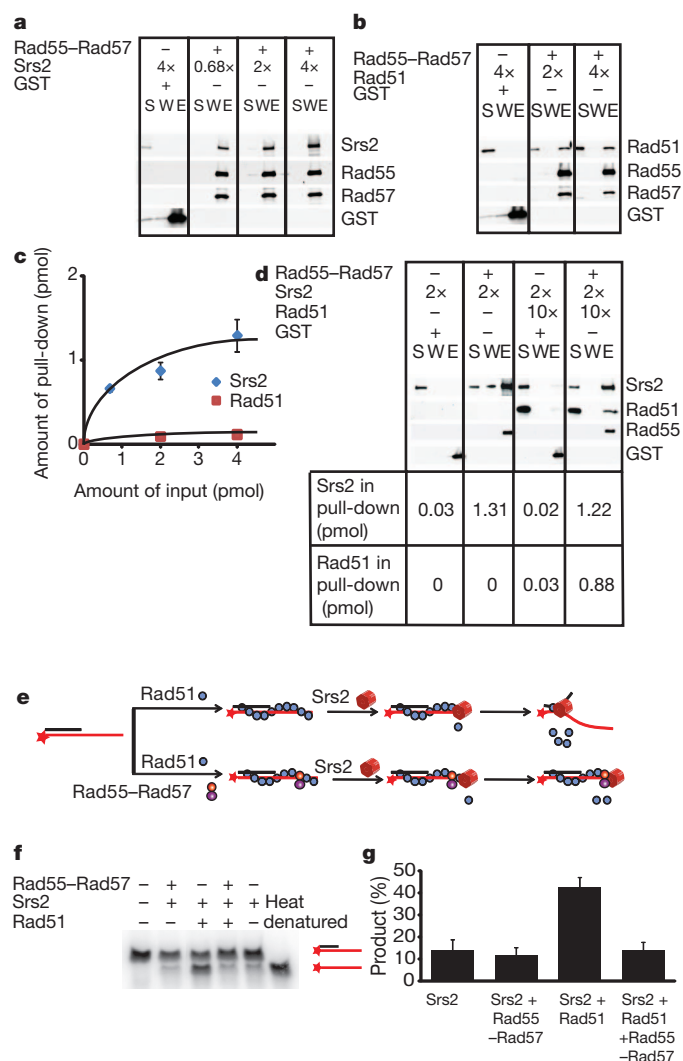 a
Rad55–Rad57 – + + +
Srs2 4× 0.68× 2× 4×
GST + – – –
S W E S W E S W E S W E
Srs2
Rad55
Rad57
GST
b
Rad55–Rad57 – + +
Rad51 4× 2× 4×
GST + – –
S W E S W E S W E
Rad51
Rad55
Rad57
GST
c
Amount of pull-down (pmol)
2
1
0
0 1 2 3 4
Amount of input (pmol)
Srs2
Rad51
d
Rad55–Rad57 – + – +
Srs2 2× 2× 2× 2×
Rad51 – – 10× 10×
GST + – + –
S W E S W E S W E S W E
Srs2
Rad51
Rad55
GST
Srs2 in pull-down (pmol) 0.03 1.31 0.02 1.22
Rad51 in pull-down (pmol) 0 0 0.03 0.88
e
Rad51 Srs2
Rad51 Srs2
Rad55–Rad57
f
Rad55–Rad57 – + – + –
Srs2 – + + + + Heat
Rad51 – – + + – denatured
g
Product (%)
50
40
30
20
10
0
Srs2
Srs2 + Rad55 –Rad57
Srs2 + Rad51
Srs2 + Rad51 +Rad55 –Rad57